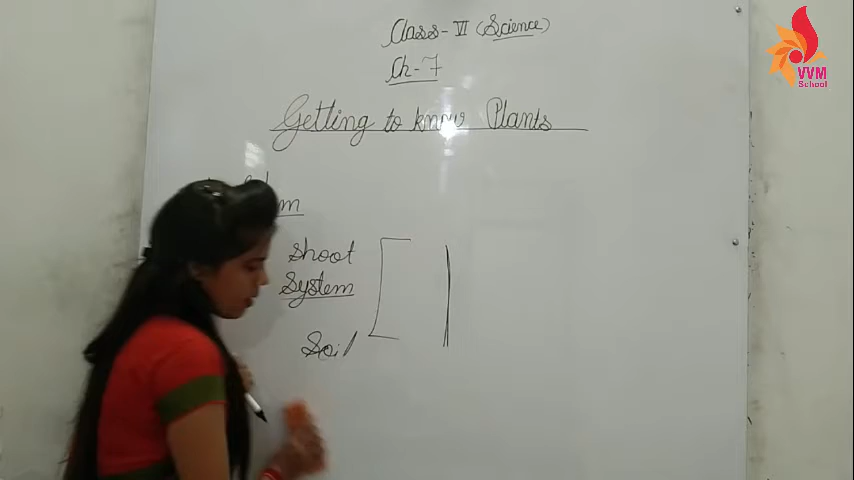 Class - VI (Science)
Ch - 7
Getting to know Plants
Shoot
System
Soil
VVM
School